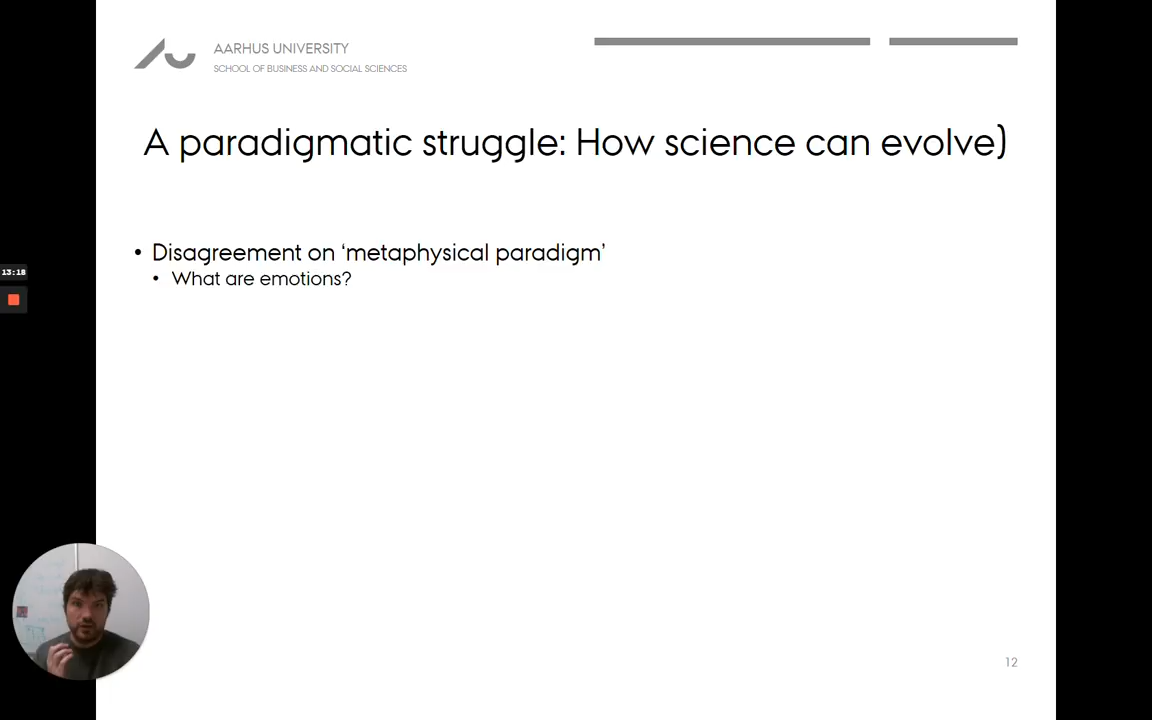 AARHUS UNIVERSITY
SCHOOL OF BUSINESS AND SOCIAL SCIENCES
A paradigmatic struggle: How science can evolve)
• Disagreement on ‘metaphysical paradigm’
• What are emotions?
13:18
12